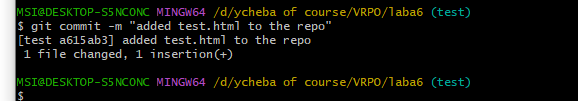 MSI@DESKTOP-S5NCONC MINGW64 /d/ycheba of course/VRPO/laba6 (test)
$ git commit -m "added test.html to the repo"
[test a615ab3] added test.html to the repo
 1 file changed, 1 insertion(+)
MSI@DESKTOP-S5NCONC MINGW64 /d/ycheba of course/VRPO/laba6 (test)
$